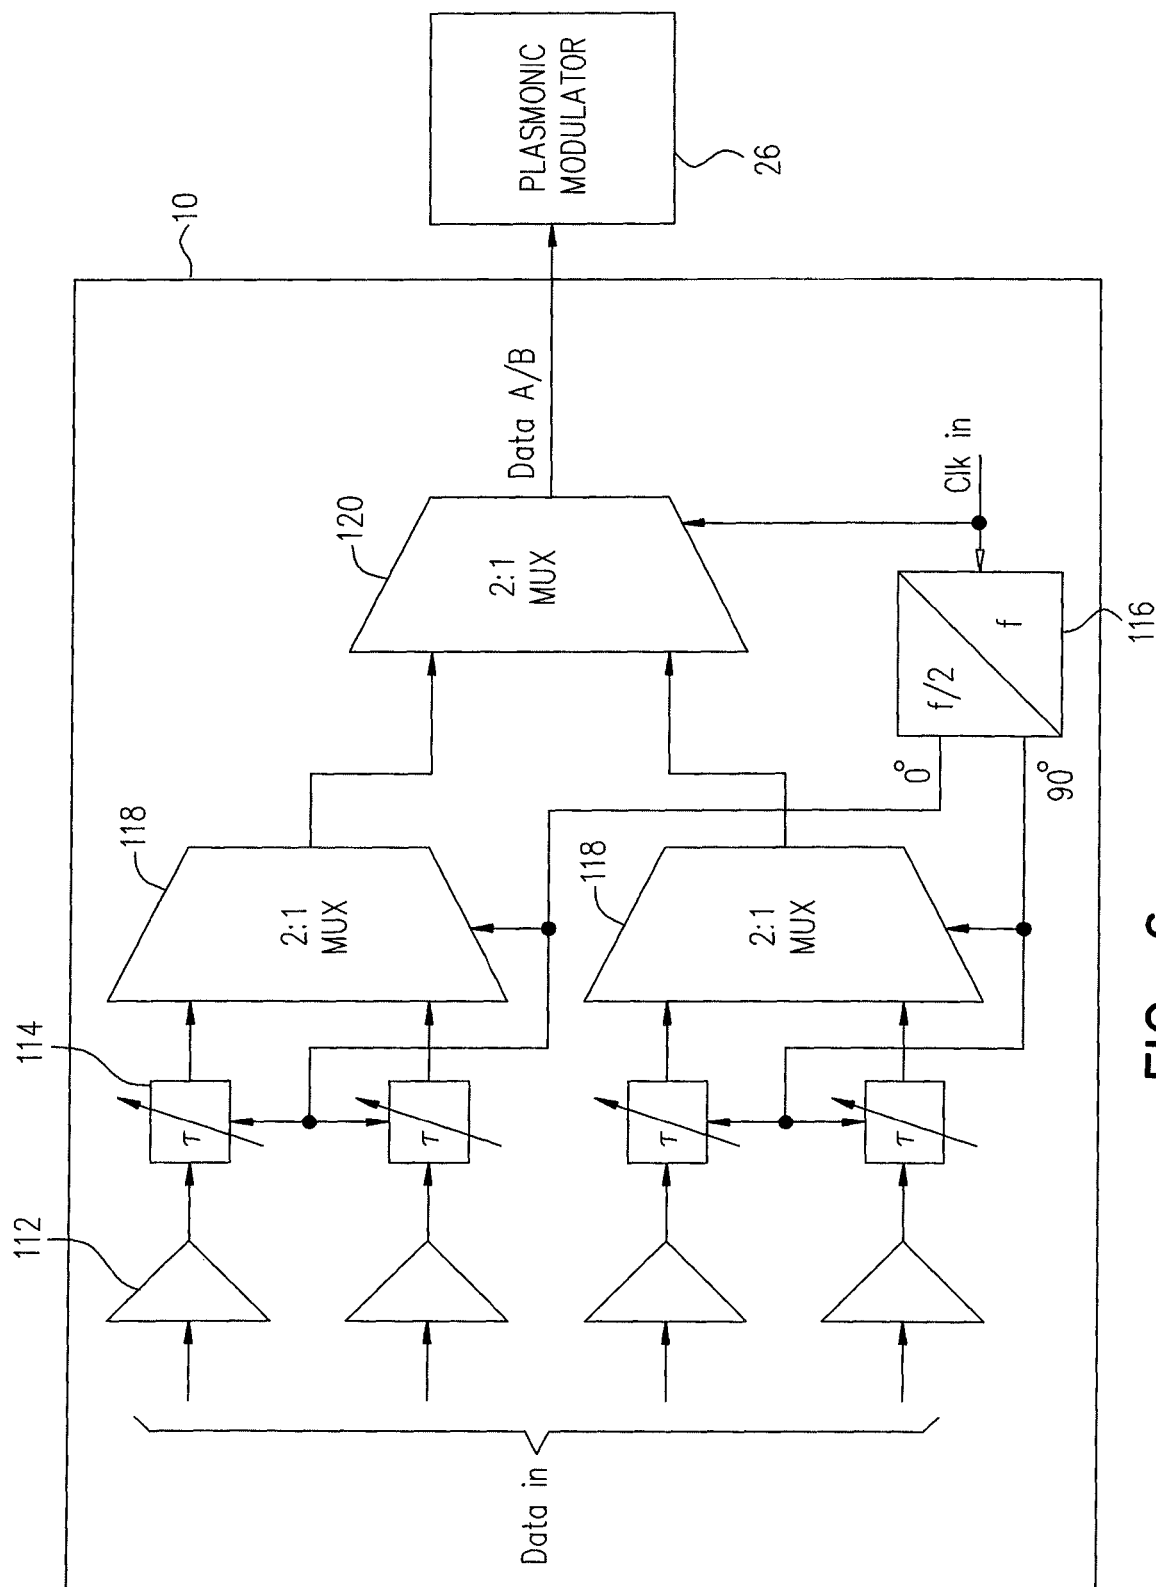 112
114
118
10
τ
2:1
MUX
120
τ
Data in
2:1
MUX
Data A/B
PLASMONIC
MODULATOR
26
118
τ
2:1
MUX
τ
0°
90°
f/2
f
Clk in
116
FIG